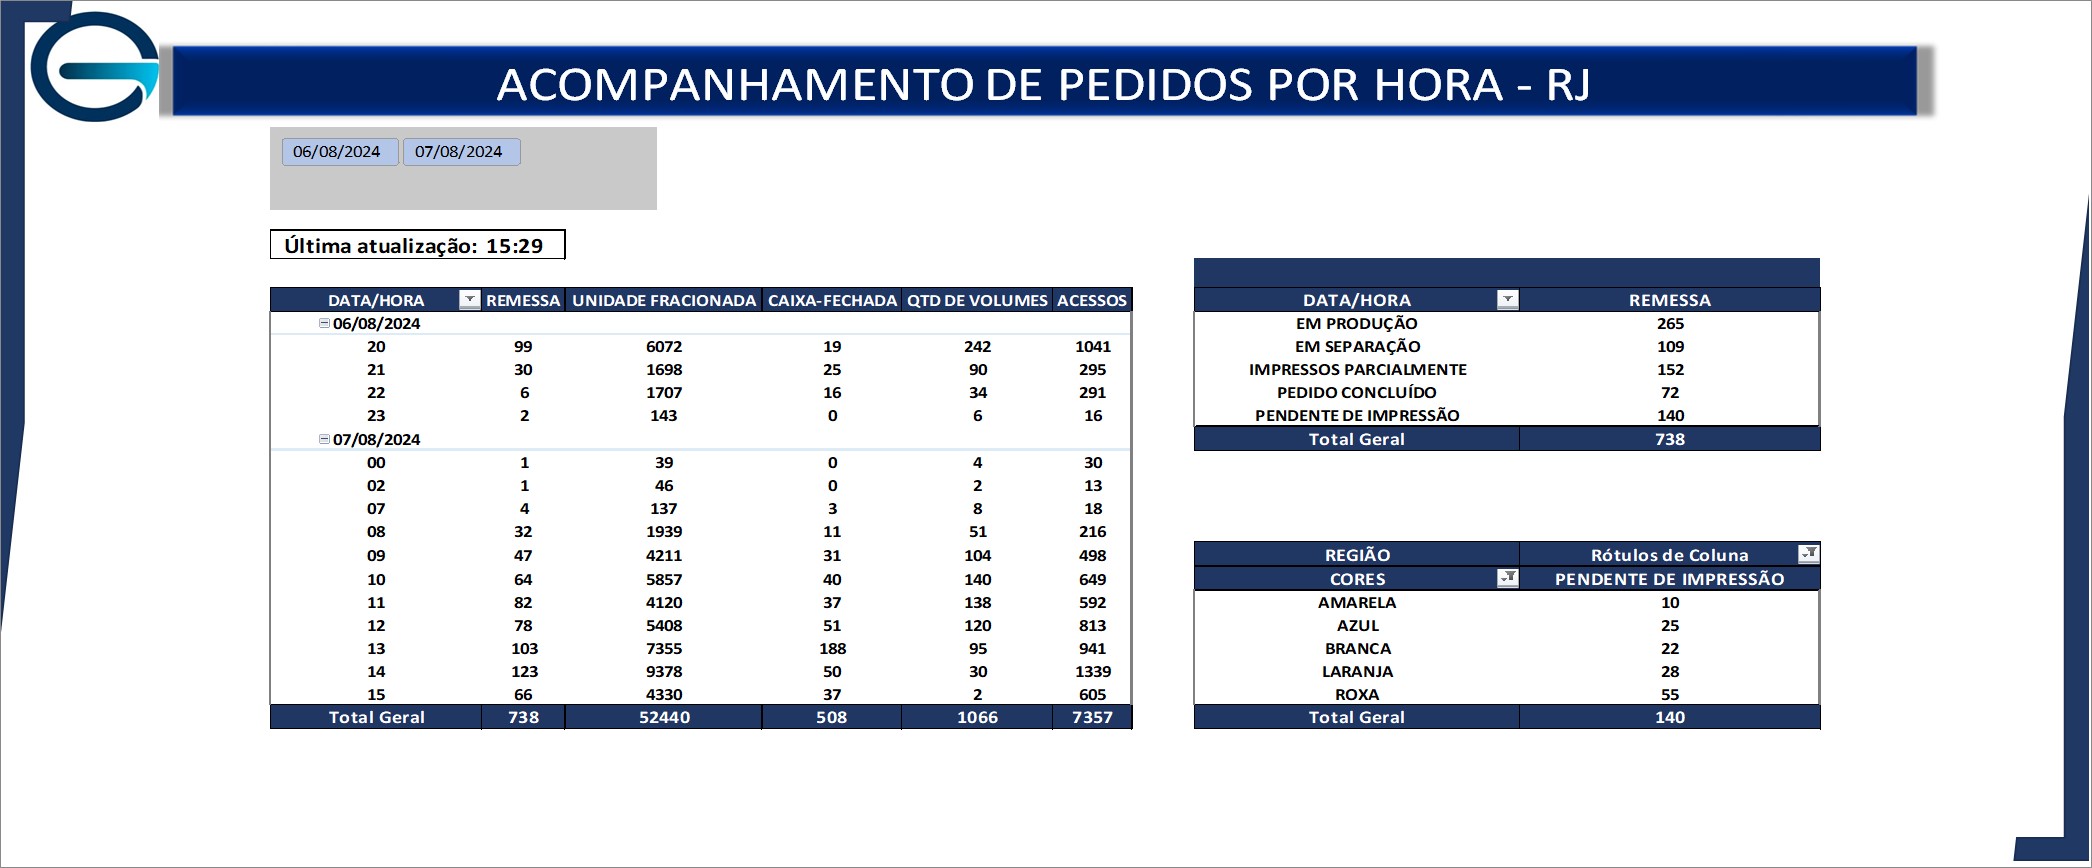 ACOMPANHAMENTO DE PEDIDOS POR HORA - RJ
06/08/2024 07/08/2024
Última atualização: 15:29
DATA/HORA REMESSA UNIDADE FRACIONADA CAIXA-FECHADA QTD DE VOLUMES ACESSOS
06/08/2024
20 99 6072 19 242 1041
21 30 1698 25 90 295
22 6 1707 16 34 291
23 2 143 0 6 16
07/08/2024
00 1 39 0 4 30
02 1 46 0 2 13
07 4 137 3 8 18
08 32 1939 11 51 216
09 47 4211 31 104 498
10 64 5857 40 140 649
11 82 4120 37 138 592
12 78 5408 51 120 813
13 103 7355 188 95 941
14 123 9378 50 30 1339
15 66 4330 37 2 605
Total Geral 738 52440 508 1066 7357
DATA/HORA REMESSA
EM PRODUÇÃO 265
EM SEPARAÇÃO 109
IMPRESSOS PARCIALMENTE 152
PEDIDO CONCLUÍDO 72
PENDENTE DE IMPRESSÃO 140
Total Geral 738
REGIÃO Rótulos de Coluna
CORES PENDENTE DE IMPRESSÃO
AMARELA 10
AZUL 25
BRANCA 22
LARANJA 28
ROXA 55
Total Geral 140